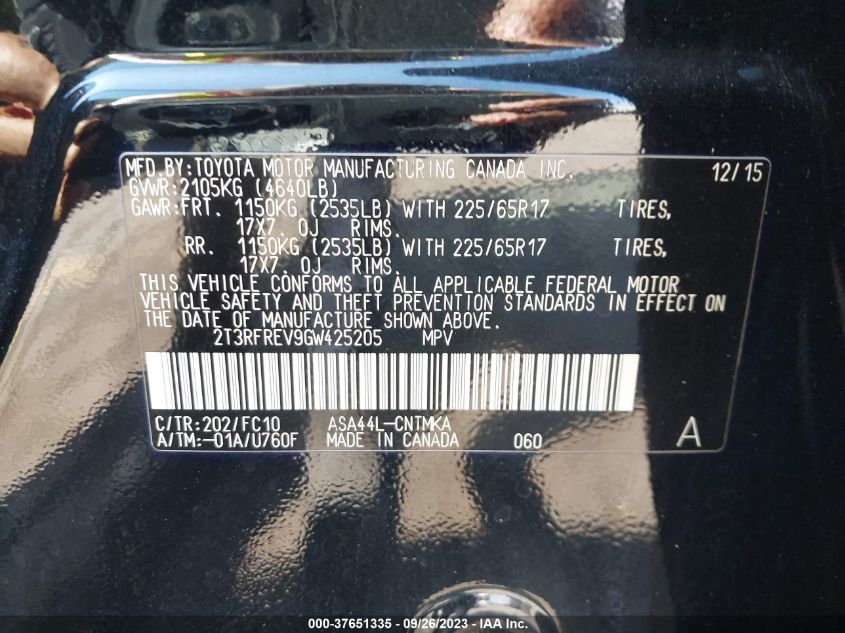 MFD.BY:TOYOTA MOTOR MANUFACTURING CANADA INC. 12/15
GVWR:2105KG (4640LB)
GAWR:FRT. 1150KG (2535LB) WITH 225/65R17 TIRES,
17X7.0J RIMS.
RR. 1150KG (2535LB) WITH 225/65R17 TIRES,
17X7.0J RIMS.
THIS VEHICLE CONFORMS TO ALL APPLICABLE FEDERAL MOTOR
VEHICLE SAFETY AND THEFT PREVENTION STANDARDS IN EFFECT ON
THE DATE OF MANUFACTURE SHOWN ABOVE.
2T3RFREV9GW425205 MPV
C/TR:202/FC10 ASA44L-CNTMKA
A/TM:-01A/U760F MADE IN CANADA 060 A
000-37651335 - 09/26/2023 - IAA Inc.